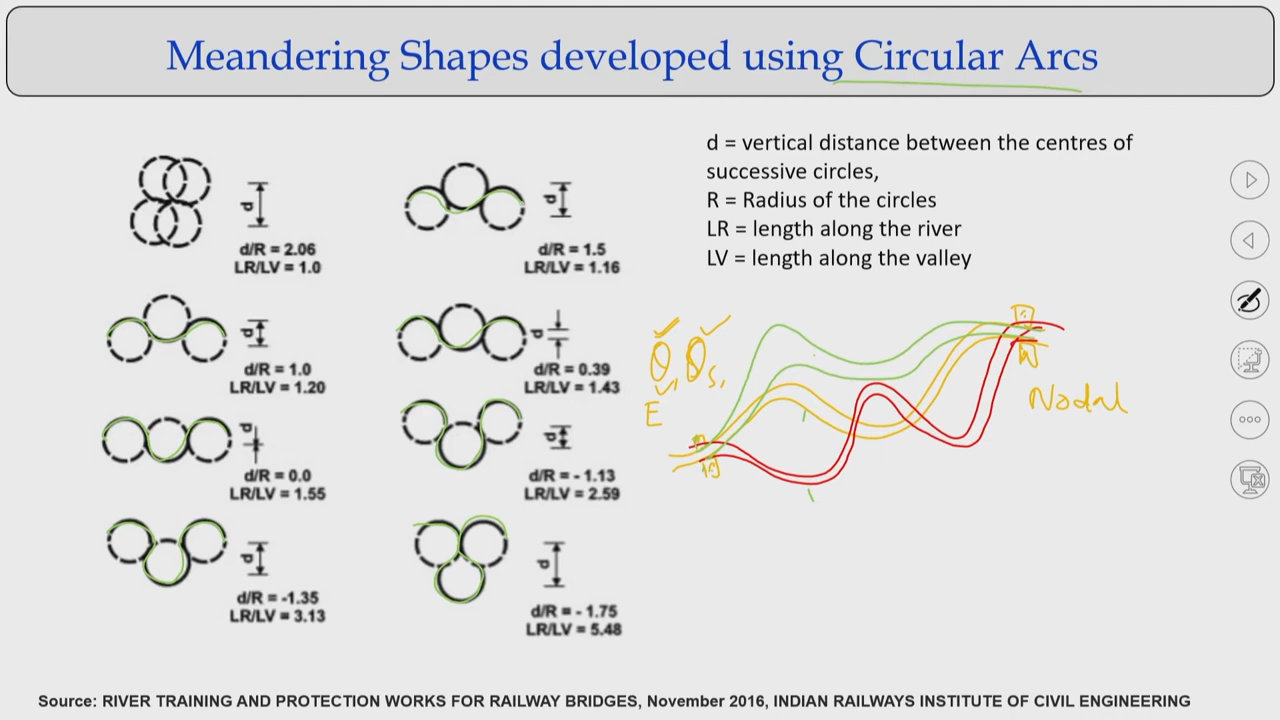 Meandering Shapes developed using Circular Arcs
d = vertical distance between the centres of
successive circles,
R = Radius of the circles
LR = length along the river
LV = length along the valley
d
d/R = 2.06
LR/LV = 1.0
d
d/R = 1.5
LR/LV = 1.16
d
d/R = 1.0
LR/LV = 1.20
d
d/R = 0.39
LR/LV = 1.43
d
d/R = 0.0
LR/LV = 1.55
d
d/R = - 1.13
LR/LV = 2.59
d
d/R = -1.35
LR/LV = 3.13
d
d/R = - 1.75
LR/LV = 5.48
Q, Qs,
E
Nodal
Source: RIVER TRAINING AND PROTECTION WORKS FOR RAILWAY BRIDGES, November 2016, INDIAN RAILWAYS INSTITUTE OF CIVIL ENGINEERING